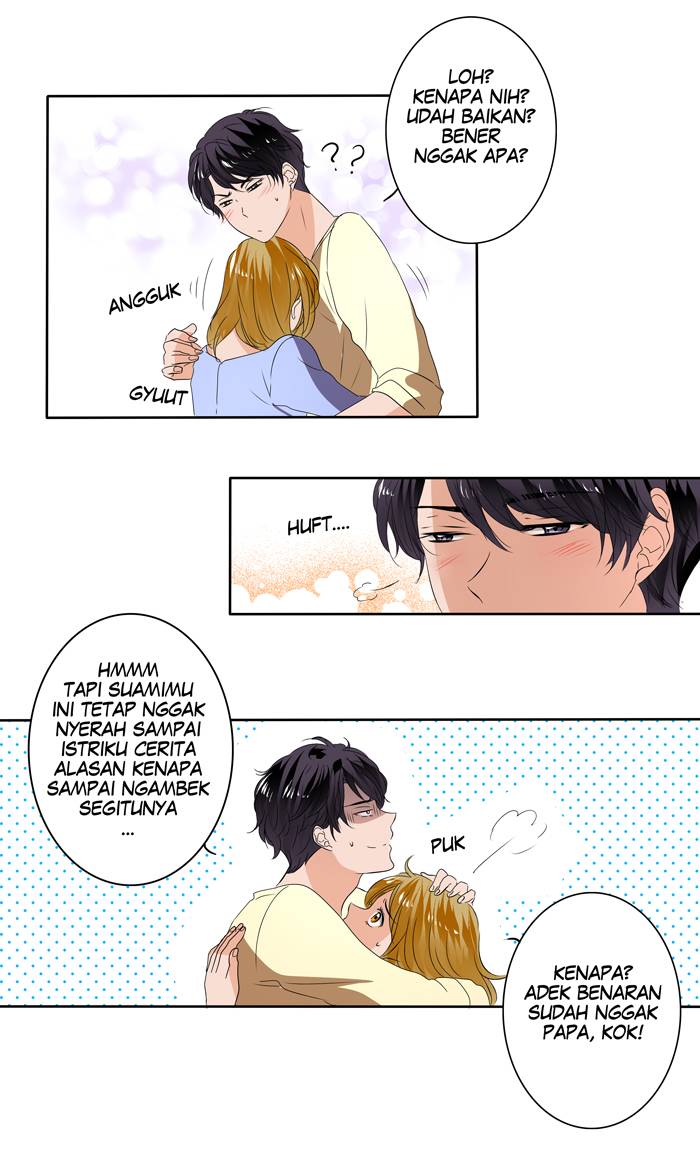 LOH?
KENAPA NIH?
UDAH BAIKAN?
BENER
NGGAK APA?
??
ANGGUK
GYUUT
HUFT....
HMMM
TAPI SUAMIMU
INI TETAP NGGAK
NYERAH SAMPAI
ISTRIKU CERITA
ALASAN KENAPA
SAMPAI NGAMBEK
SEGITUNYA
...
PUK
KENAPA?
ADEK BENARAN
SUDAH NGGAK
PAPA, KOK!